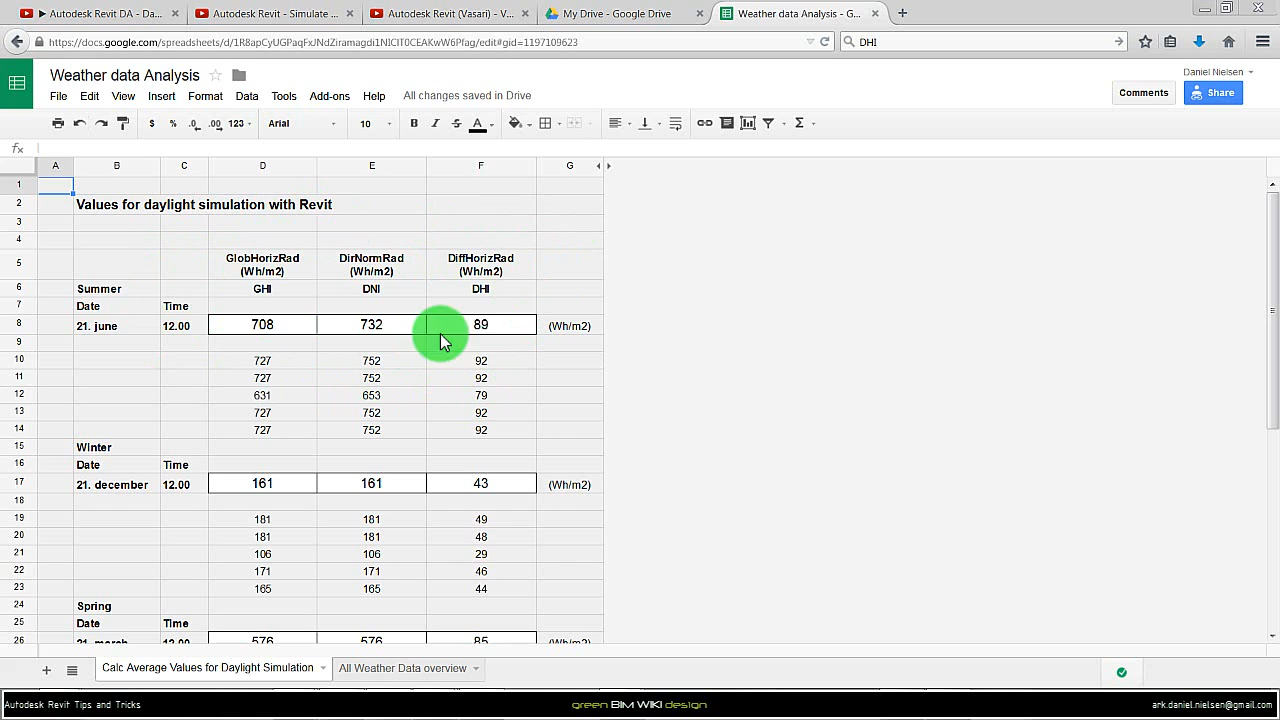 ▶ Autodesk Revit DA - Da...
Autodesk Revit - Simulate ...
Autodesk Revit (Vasari) - V...
My Drive - Google Drive
Weather data Analysis - G...
https://docs.google.com/spreadsheets/d/1R8apCyUGPaqFxJNdZiramagdi1NICIT0CEAKwW6Pfag/edit#gid=1197109623
DHI
Weather data Analysis
Daniel Nielsen
File Edit View Insert Format Data Tools Add-ons Help All changes saved in Drive
Comments
Share
$ % .0 .00 123 Arial 10 B I S A Σ
fx
A B C D E F G
1
2 Values for daylight simulation with Revit
3
4
5 GlobHorizRad (Wh/m2) DirNormRad (Wh/m2) DiffHorizRad (Wh/m2)
6 Summer GHI DNI DHI
7 Date Time
8 21. june 12.00 708 732 89 (Wh/m2)
9
10 727 752 92
11 727 752 92
12 631 653 79
13 727 752 92
14 727 752 92
15 Winter
16 Date Time
17 21. december 12.00 161 161 43 (Wh/m2)
18
19 181 181 49
20 181 181 48
21 106 106 29
22 171 171 46
23 165 165 44
24 Spring
25 Date Time
26 21. march 12.00 576 576 85 (Wh/m2)
Calc Average Values for Daylight Simulation
All Weather Data overview
Autodesk Revit Tips and Tricks
green BIM WIKI design
ark.daniel.nielsen@gmail.com